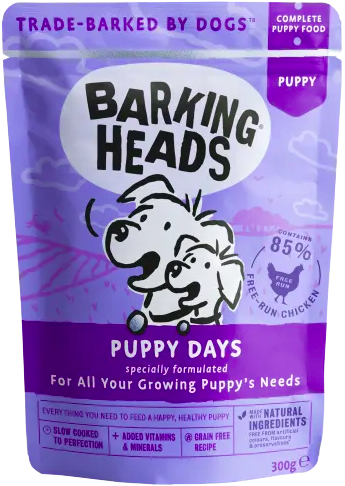 TRADE-BARKED BY DOGS™
COMPLETE
PUPPY FOOD
PUPPY
BARKING
HEADS®
CONTAINS
85%
FREE
RUN
FREE-RUN CHICKEN
PUPPY DAYS
specially formulated
For All Your Growing Puppy's Needs
EVERYTHING YOU NEED TO FEED A HAPPY, HEALTHY PUPPY
SLOW COOKED
TO PERFECTION
+ ADDED VITAMINS
& MINERALS
GRAIN FREE
RECIPE
MADE WITH NATURAL
INGREDIENTS
FREE FROM artificial
colours, flavours
& preservatives
300g e